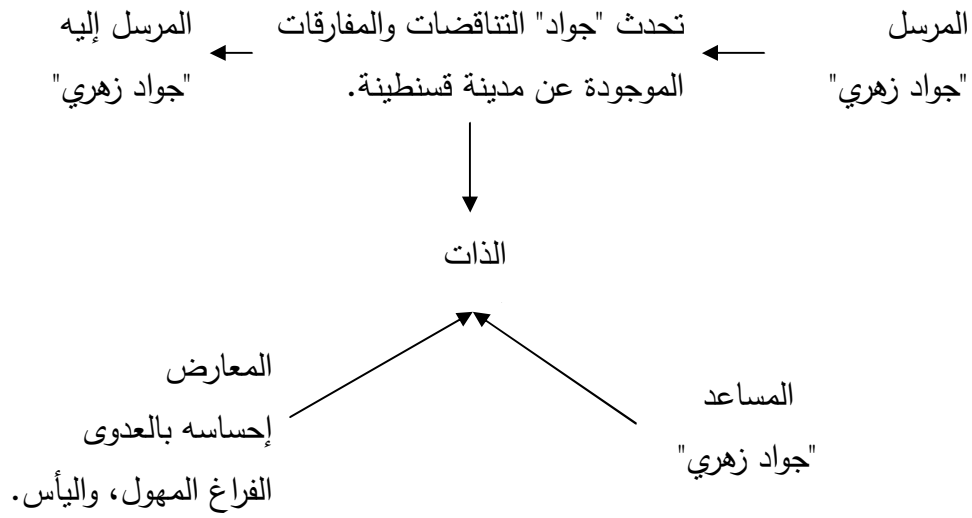 المرسل
"جواد زهري"
تحدث "جواد" التناقضات والمفارقات
الموجودة عن مدينة قسنطينة.
المرسل إليه
"جواد زهري"
الذات
المساعد
"جواد زهري"
المعارض
إحساسه بالعدوى
الفراغ المهول، واليأس.